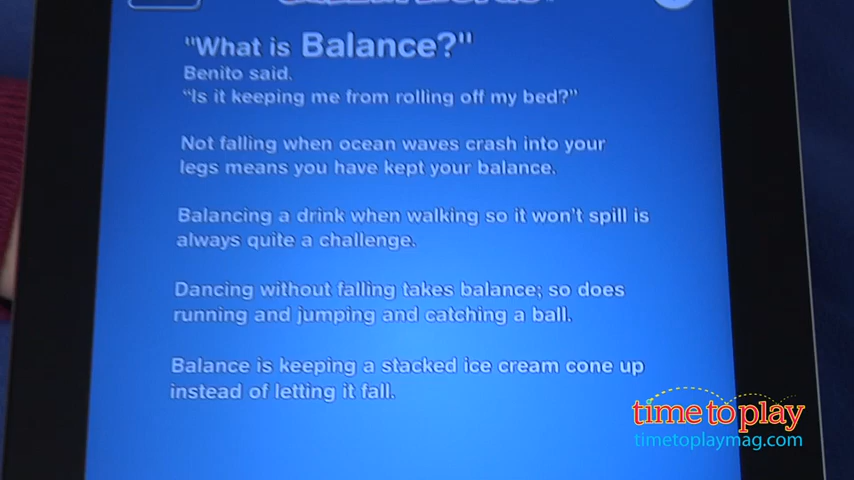 "What is Balance?"
Benito said.
"Is it keeping me from rolling off my bed?"
Not falling when ocean waves crash into your
legs means you have kept your balance.
Balancing a drink when walking so it won't spill is
always quite a challenge.
Dancing without falling takes balance; so does
running and jumping and catching a ball.
Balance is keeping a stacked ice cream cone up
instead of letting it fall.
time to play
timetoplaymag.com